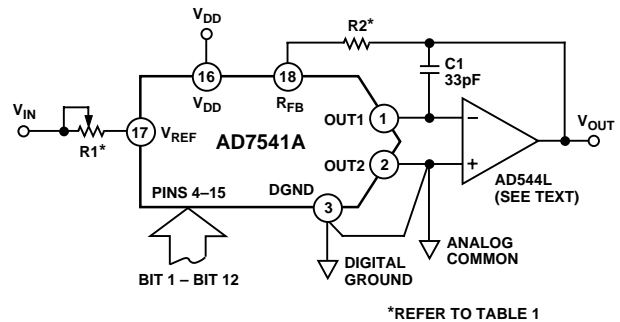 VDD
R2*
C1
33pF
16
18
VDD
RFB
VIN
R1*
17
VREF
AD7541A
OUT1
1
OUT2
2
−
+
VOUT
AD544L
(SEE TEXT)
PINS 4–15
DGND
3
BIT 1 – BIT 12
DIGITAL
GROUND
ANALOG
COMMON
*REFER TO TABLE 1